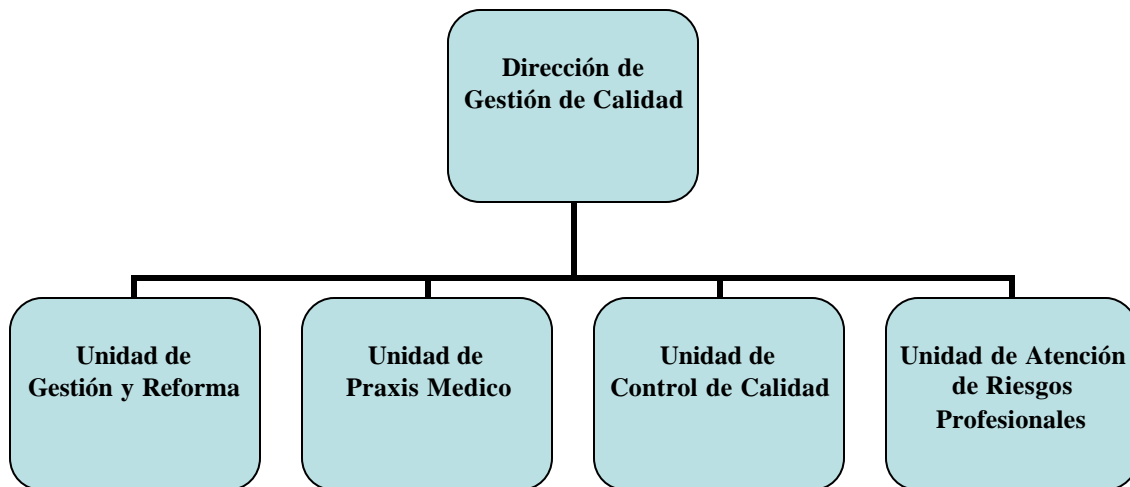 Dirección de
Gestión de Calidad
Unidad de
Gestión y Reforma
Unidad de
Praxis Medico
Unidad de
Control de Calidad
Unidad de Atención
de Riesgos
Profesionales